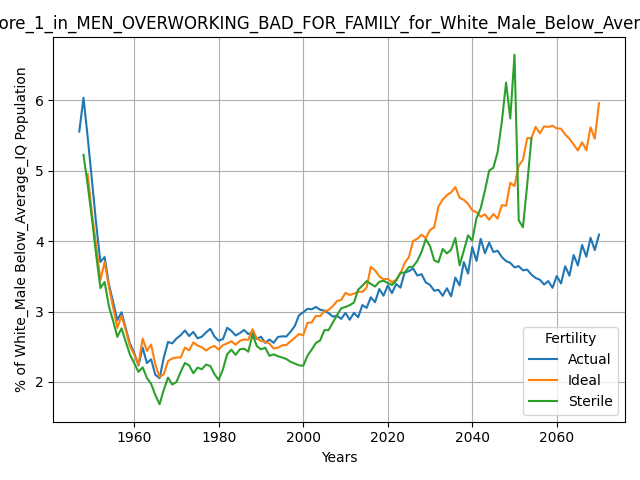 ore_1_in_MEN_OVERWORKING_BAD_FOR_FAMILY_for_White_Male_Below_Aver
% of White_Male Below_Average_IQ Population
6
5
4
3
2
1960
1980
2000
2020
2040
2060
Years
Fertility
Actual
Ideal
Sterile